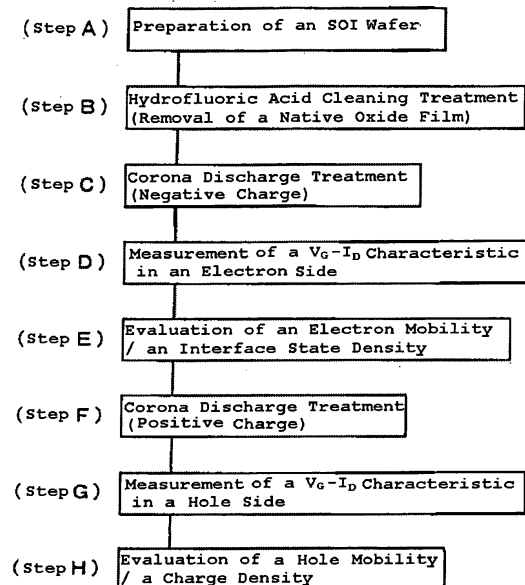 (Step A) Preparation of an SOI Wafer
(Step B) Hydrofluoric Acid Cleaning Treatment
(Removal of a Native Oxide Film)
(Step C) Corona Discharge Treatment
(Negative Charge)
(Step D) Measurement of a VG-ID Characteristic
in an Electron Side
(Step E) Evaluation of an Electron Mobility
/ an Interface State Density
(Step F) Corona Discharge Treatment
(Positive Charge)
(Step G) Measurement of a VG-ID Characteristic
in a Hole Side
(Step H) Evaluation of a Hole Mobility
/ a Charge Density